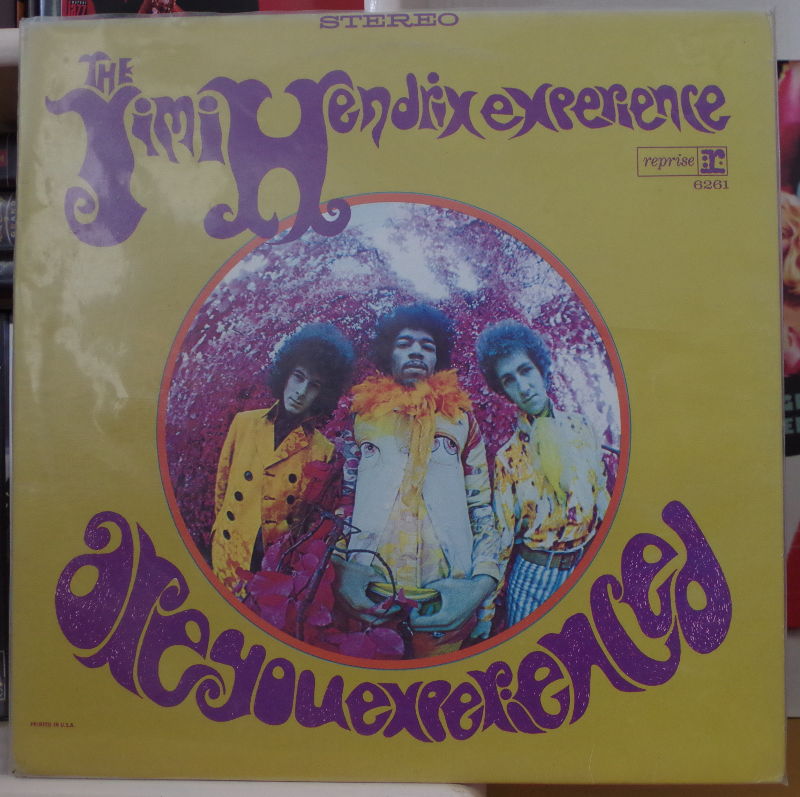 STEREO
THE
Jimi Hendrix experience
reprise r
6261
are you experienced
PRINTED IN U.S.A.